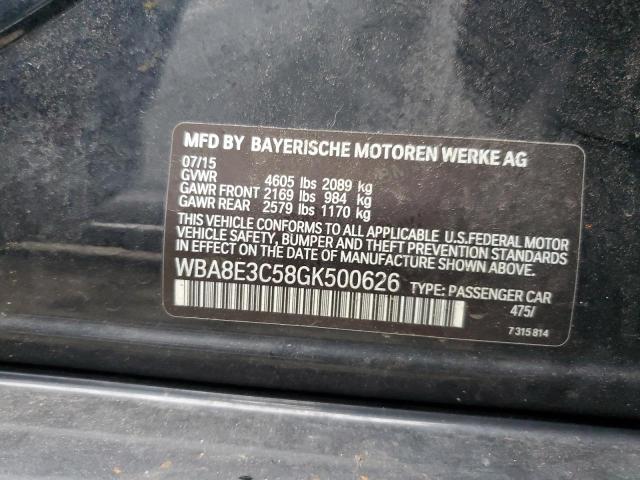 MFD BY BAYERISCHE MOTOREN WERKE AG
07/15
GVWR 4605 lbs 2089 kg
GAWR FRONT 2169 lbs 984 kg
GAWR REAR 2579 lbs 1170 kg
THIS VEHICLE CONFORMS TO ALL APPLICABLE U.S.FEDERAL MOTOR
VEHICLE SAFETY, BUMPER AND THEFT PREVENTION STANDARDS
IN EFFECT ON THE DATE OF MANUFACTURE SHOWN ABOVE.
WBA8E3C58GK500626 TYPE: PASSENGER CAR
475/
7 315 814